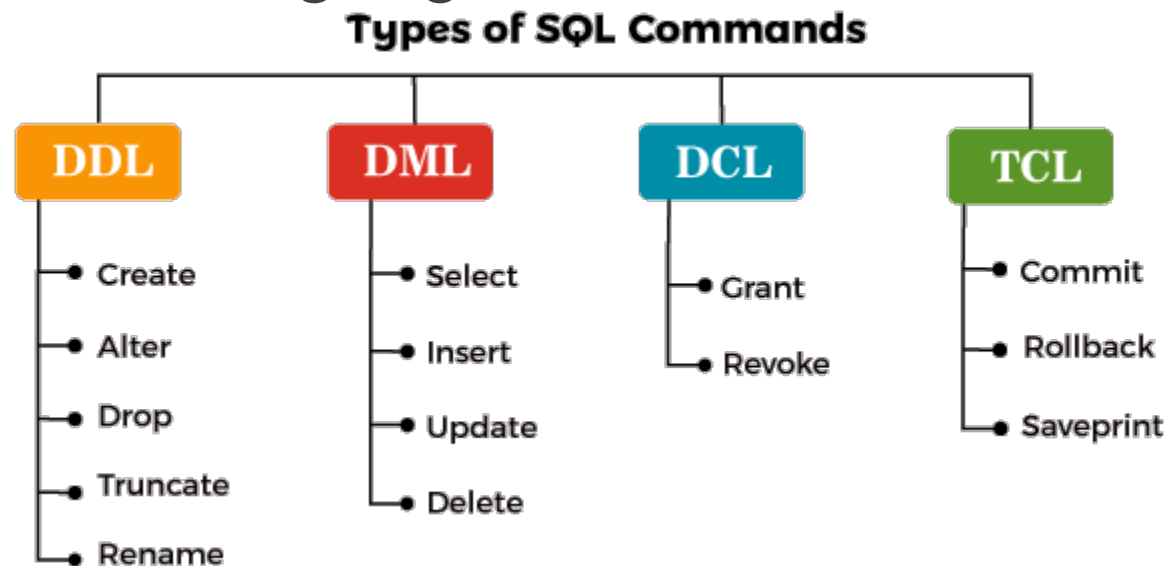 Types of SQL Commands
DDL
Create
Alter
Drop
Truncate
Rename
DML
Select
Insert
Update
Delete
DCL
Grant
Revoke
TCL
Commit
Rollback
Saveprint